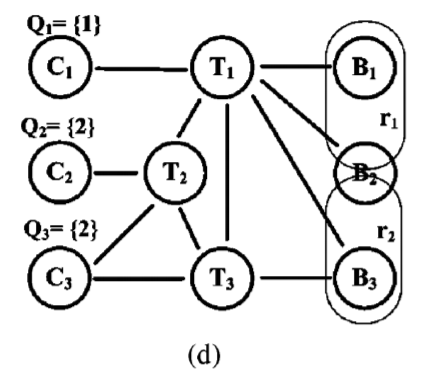 Q₁= {1}
C₁ T₁ B₁
r₁
Q₂= {2}
C₂ T₂ B₂
Q₃= {2}
r₂
C₃ T₃ B₃
(d)